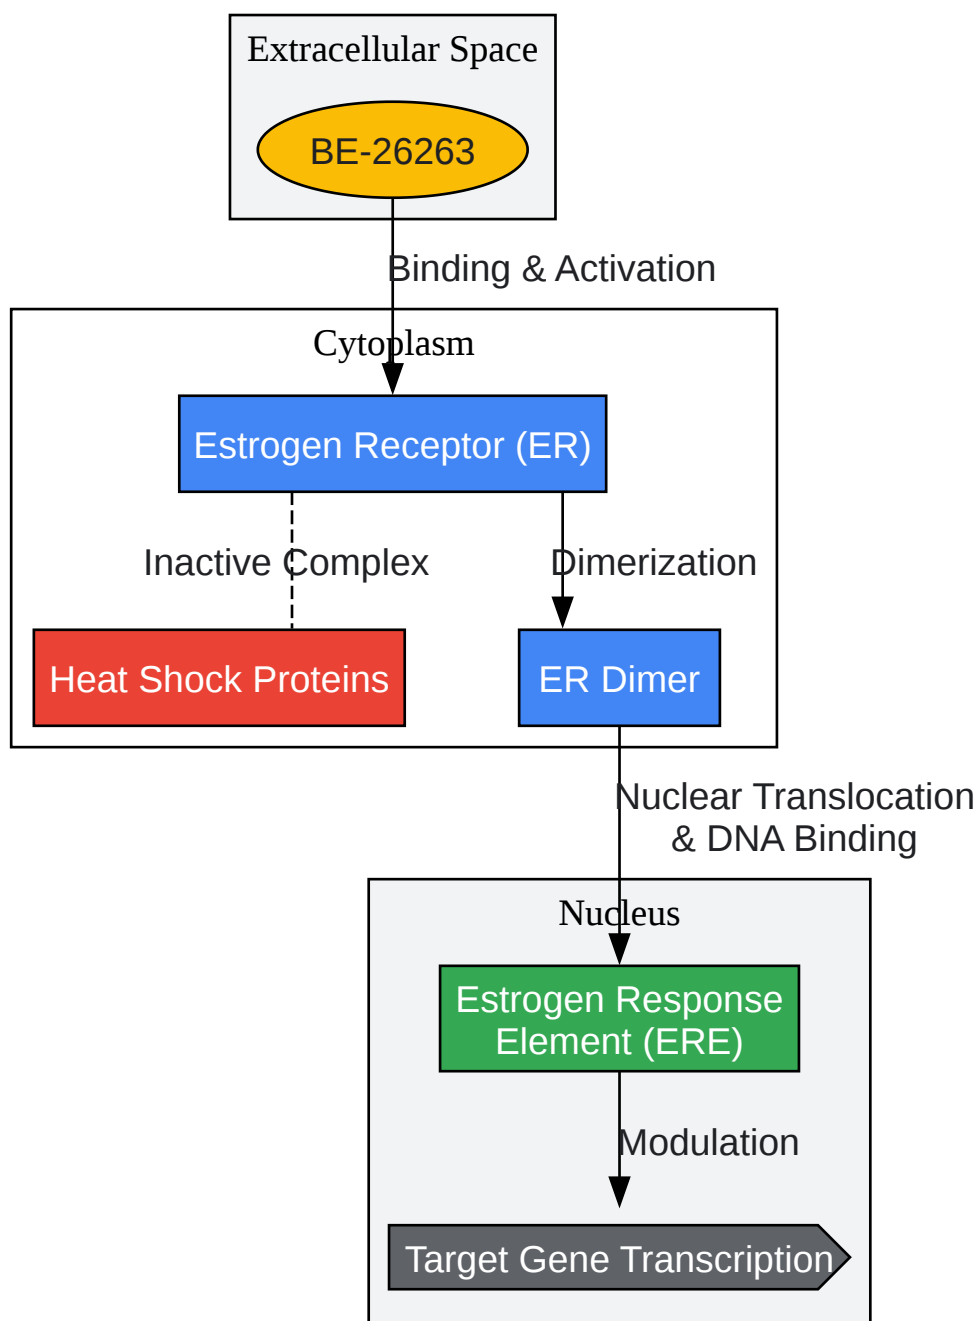 Extracellular Space
BE-26263
Binding & Activation
Cytoplasm
Estrogen Receptor (ER)
Inactive Complex
Dimerization
Heat Shock Proteins
ER Dimer
Nuclear Translocation
& DNA Binding
Nucleus
Estrogen Response
Element (ERE)
Modulation
Target Gene Transcription